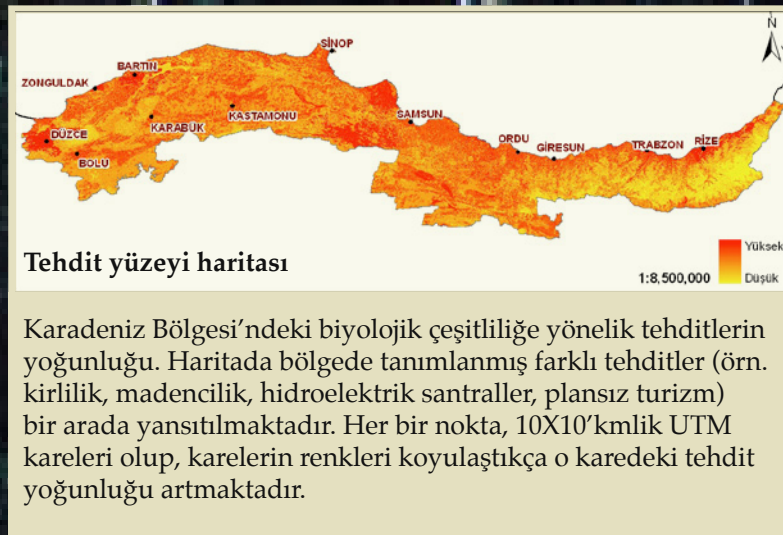 SİNOP
N
BARTIN
ZONGULDAK
KASTAMONU
SAMSUN
KARABÜK
DÜZCE
ORDU
TRABZON
RİZE
GİRESUN
BOLU
Yüksek
Tehdit yüzeyi haritası
1:8,500,000
Düşük
Karadeniz Bölgesi’ndeki biyolojik çeşitliliğe yönelik tehditlerin
yoğunluğu. Haritada bölgede tanımlanmış farklı tehditler (örn.
kirlilik, madencilik, hidroelektrik santraller, plansız turizm)
bir arada yansıtılmaktadır. Her bir nokta, 10X10’kmlik UTM
kareleri olup, karelerin renkleri koyulaştıkça o karedeki tehdit
yoğunluğu artmaktadır.